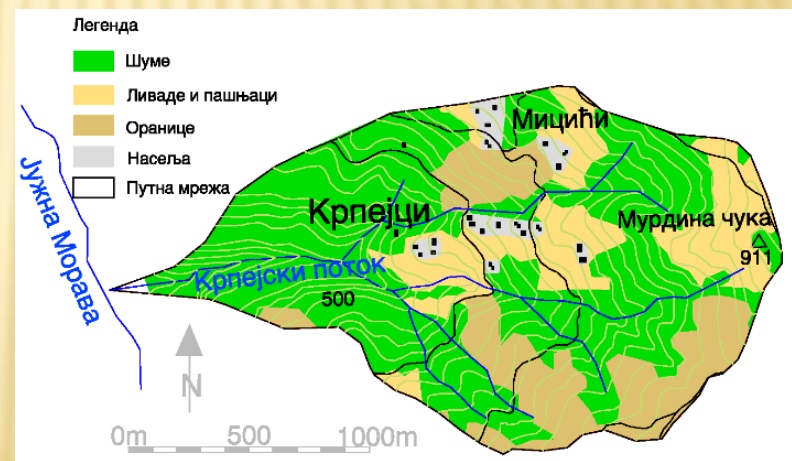 Легенда
Шуме
Ливаде и пашњаци
Оранице
Насеља
Путна мрежа
Јужна Морава
Мицићи
Крпејци
Мурдина чука
911
Крпејски поток
500
N
0m 500 1000m